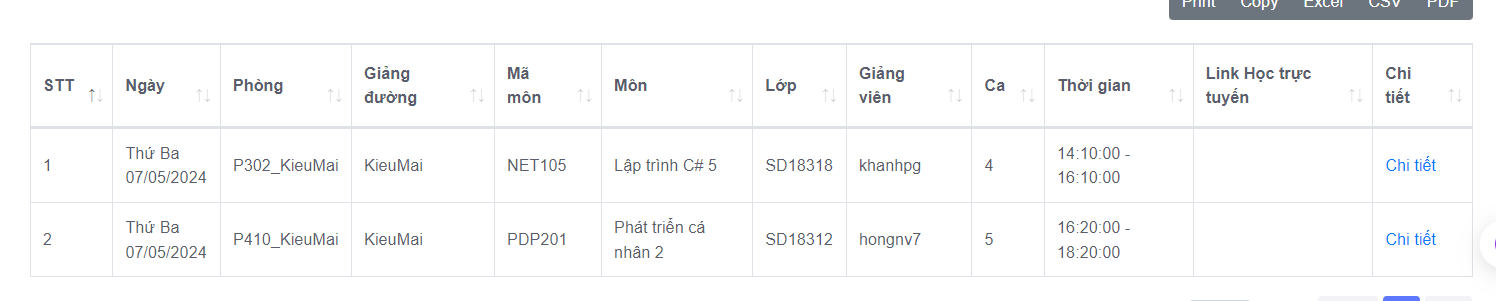 Print Copy Excel CSV PDF
STT Ngày Phòng Giảng đường Mã môn Môn Lớp Giảng viên Ca Thời gian Link Học trực tuyến Chi tiết
1 Thứ Ba 07/05/2024 P302_KieuMai KieuMai NET105 Lập trình C# 5 SD18318 khanhpg 4 14:10:00 - 16:10:00 Chi tiết
2 Thứ Ba 07/05/2024 P410_KieuMai KieuMai PDP201 Phát triển cá nhân 2 SD18312 hongnv7 5 16:20:00 - 18:20:00 Chi tiết